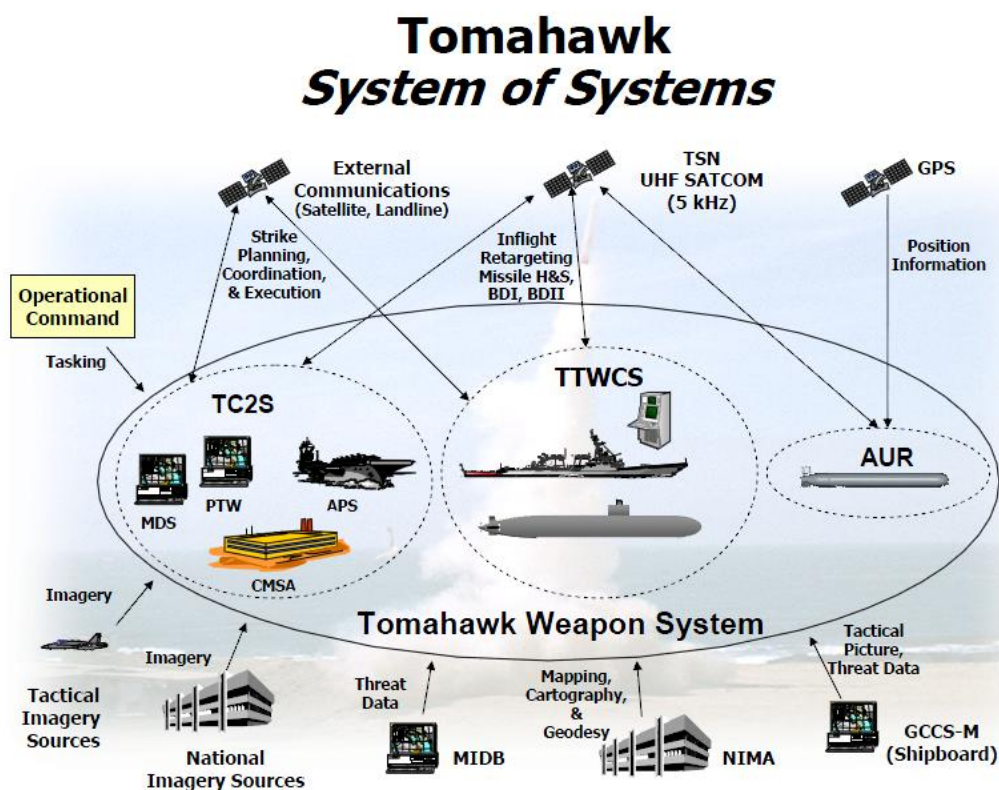 Tomahawk
System of Systems
External
Communications
(Satellite, Landline)
TSN
UHF SATCOM
(5 kHz)
GPS
Strike
Planning,
Coordination,
& Execution
Inflight
Retargeting
Missile H&S,
BDI, BDII
Position
Information
Operational
Command
Tasking
TC2S
MDS
PTW
APS
CMSA
TTWCS
AUR
Tomahawk Weapon System
Imagery
Tactical
Imagery
Sources
Imagery
National
Imagery Sources
Threat
Data
MIDB
Mapping,
Cartography,
&
Geodesy
NIMA
Tactical
Picture,
Threat Data
GCCS-M
(Shipboard)